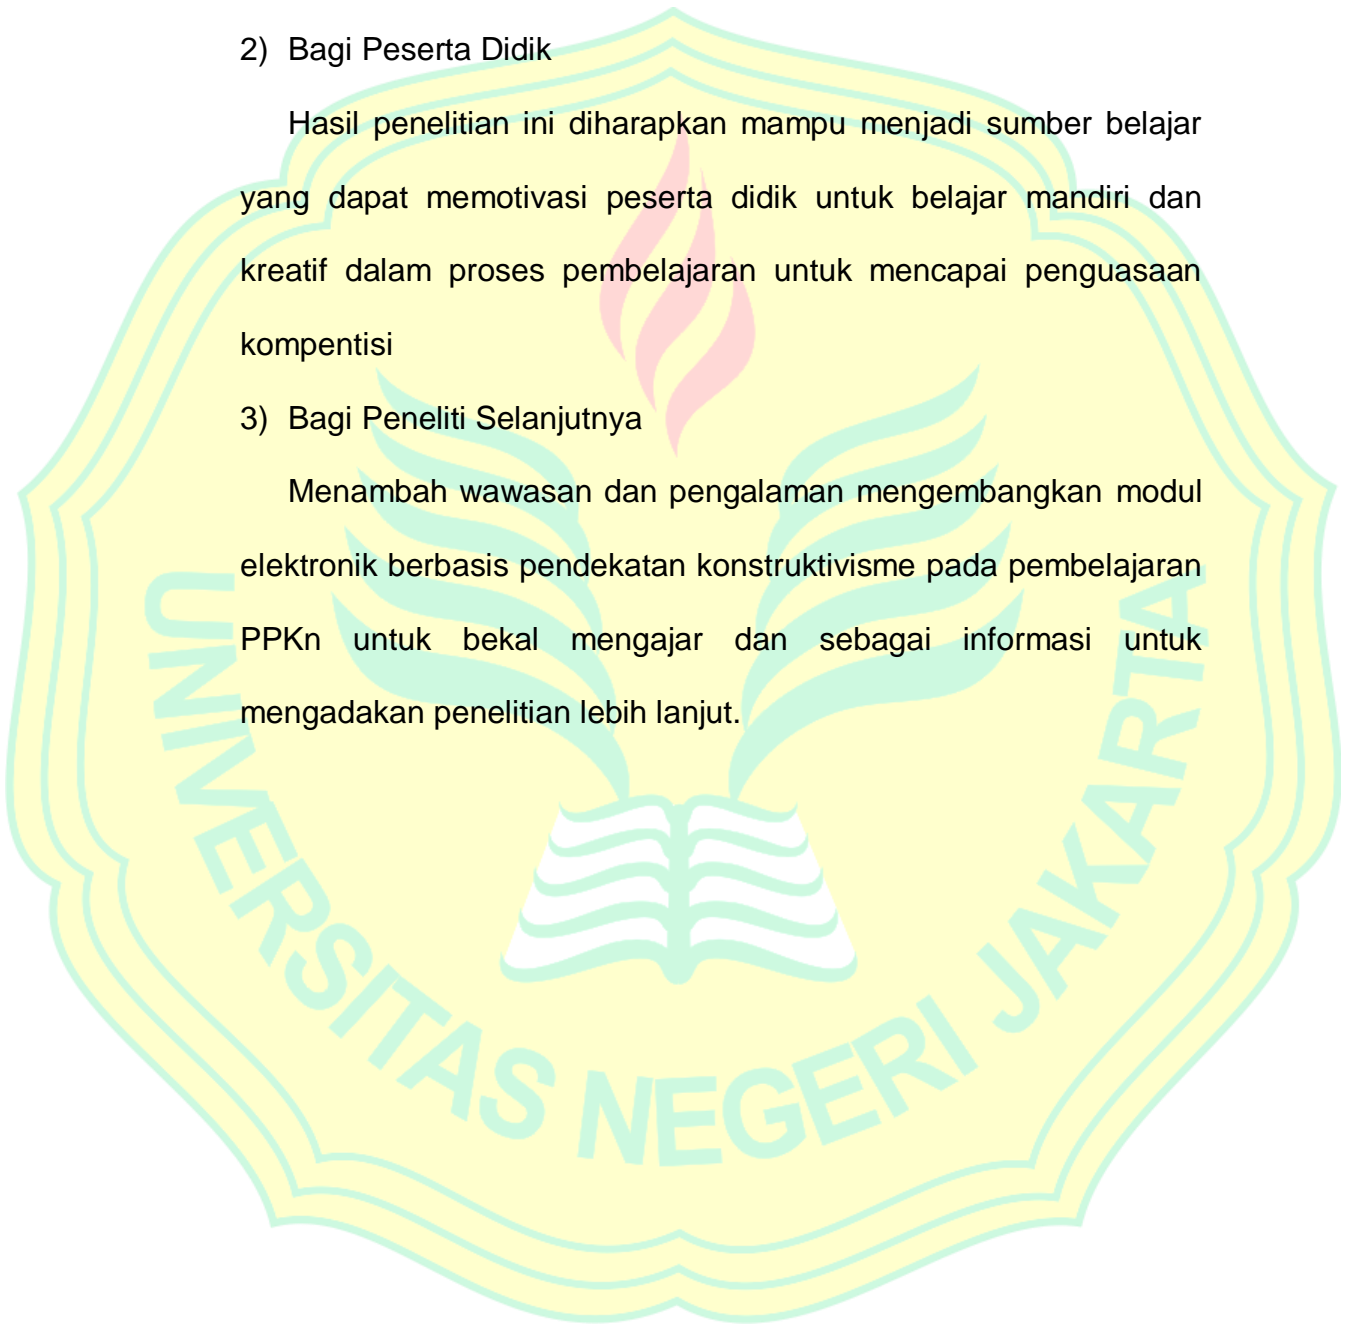 2) Bagi Peserta Didik
Hasil penelitian ini diharapkan mampu menjadi sumber belajar
yang dapat memotivasi peserta didik untuk belajar mandiri dan
kreatif dalam proses pembelajaran untuk mencapai penguasaan
kompentisi
3) Bagi Peneliti Selanjutnya
Menambah wawasan dan pengalaman mengembangkan modul
elektronik berbasis pendekatan konstruktivisme pada pembelajaran
PPKn untuk bekal mengajar dan sebagai informasi untuk
mengadakan penelitian lebih lanjut.
UNIVERSITAS NEGERI JAKARTA